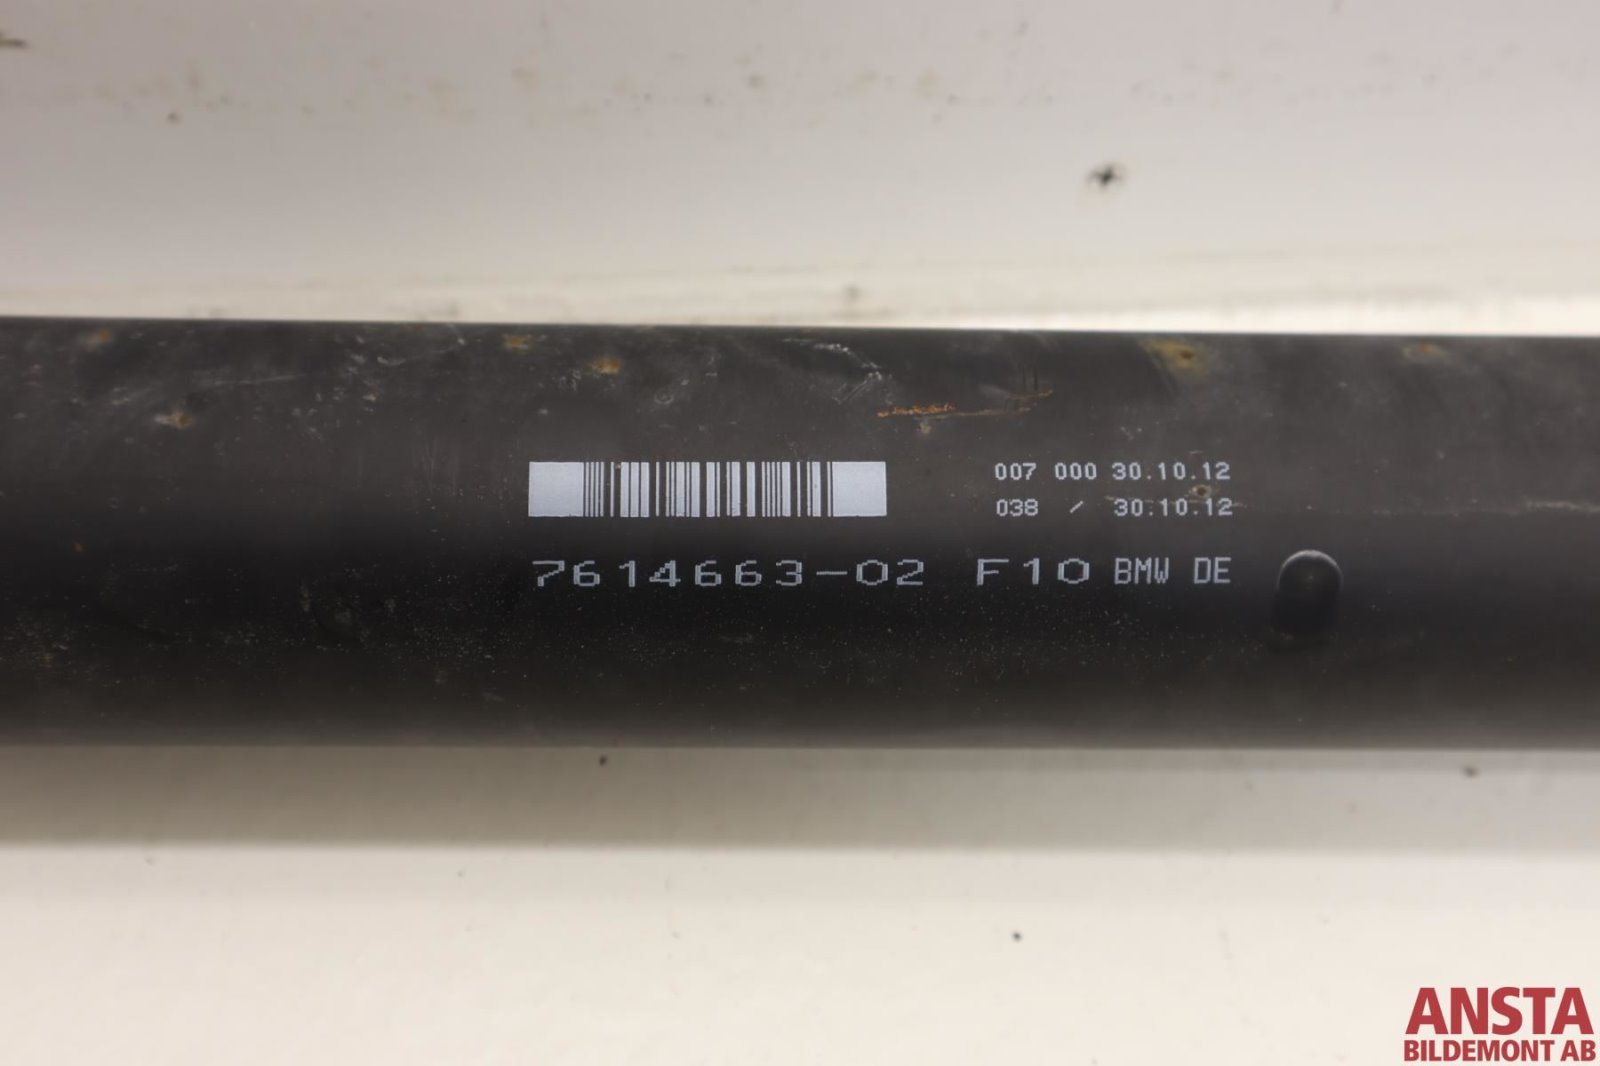 007 000 30.10.12
038 / 30.10.12
7614663-02 F10 BMW DE
ANSTA
BILDEMONT AB